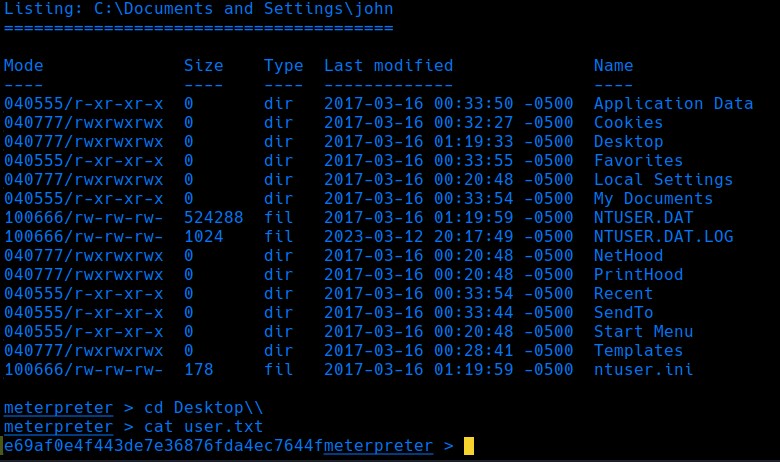 Listing: C:\Documents and Settings\john
=======================================
Mode              Size    Type  Last modified              Name
----              ----    ----  -------------              ----
040555/r-xr-xr-x  0       dir   2017-03-16 00:33:50 -0500  Application Data
040777/rwxrwxrwx  0       dir   2017-03-16 00:32:27 -0500  Cookies
040777/rwxrwxrwx  0       dir   2017-03-16 01:19:33 -0500  Desktop
040555/r-xr-xr-x  0       dir   2017-03-16 00:33:55 -0500  Favorites
040777/rwxrwxrwx  0       dir   2017-03-16 00:20:48 -0500  Local Settings
040555/r-xr-xr-x  0       dir   2017-03-16 00:33:54 -0500  My Documents
100666/rw-rw-rw-  524288  fil   2017-03-16 01:19:59 -0500  NTUSER.DAT
100666/rw-rw-rw-  1024    fil   2023-03-12 20:17:49 -0500  NTUSER.DAT.LOG
040777/rwxrwxrwx  0       dir   2017-03-16 00:20:48 -0500  NetHood
040777/rwxrwxrwx  0       dir   2017-03-16 00:20:48 -0500  PrintHood
040555/r-xr-xr-x  0       dir   2017-03-16 00:33:54 -0500  Recent
040555/r-xr-xr-x  0       dir   2017-03-16 00:33:44 -0500  SendTo
040555/r-xr-xr-x  0       dir   2017-03-16 00:20:48 -0500  Start Menu
040777/rwxrwxrwx  0       dir   2017-03-16 00:28:41 -0500  Templates
100666/rw-rw-rw-  178     fil   2017-03-16 01:19:59 -0500  ntuser.ini
meterpreter > cd Desktop\\
meterpreter > cat user.txt
e69af0e4f443de7e36876fda4ec7644fmeterpreter >